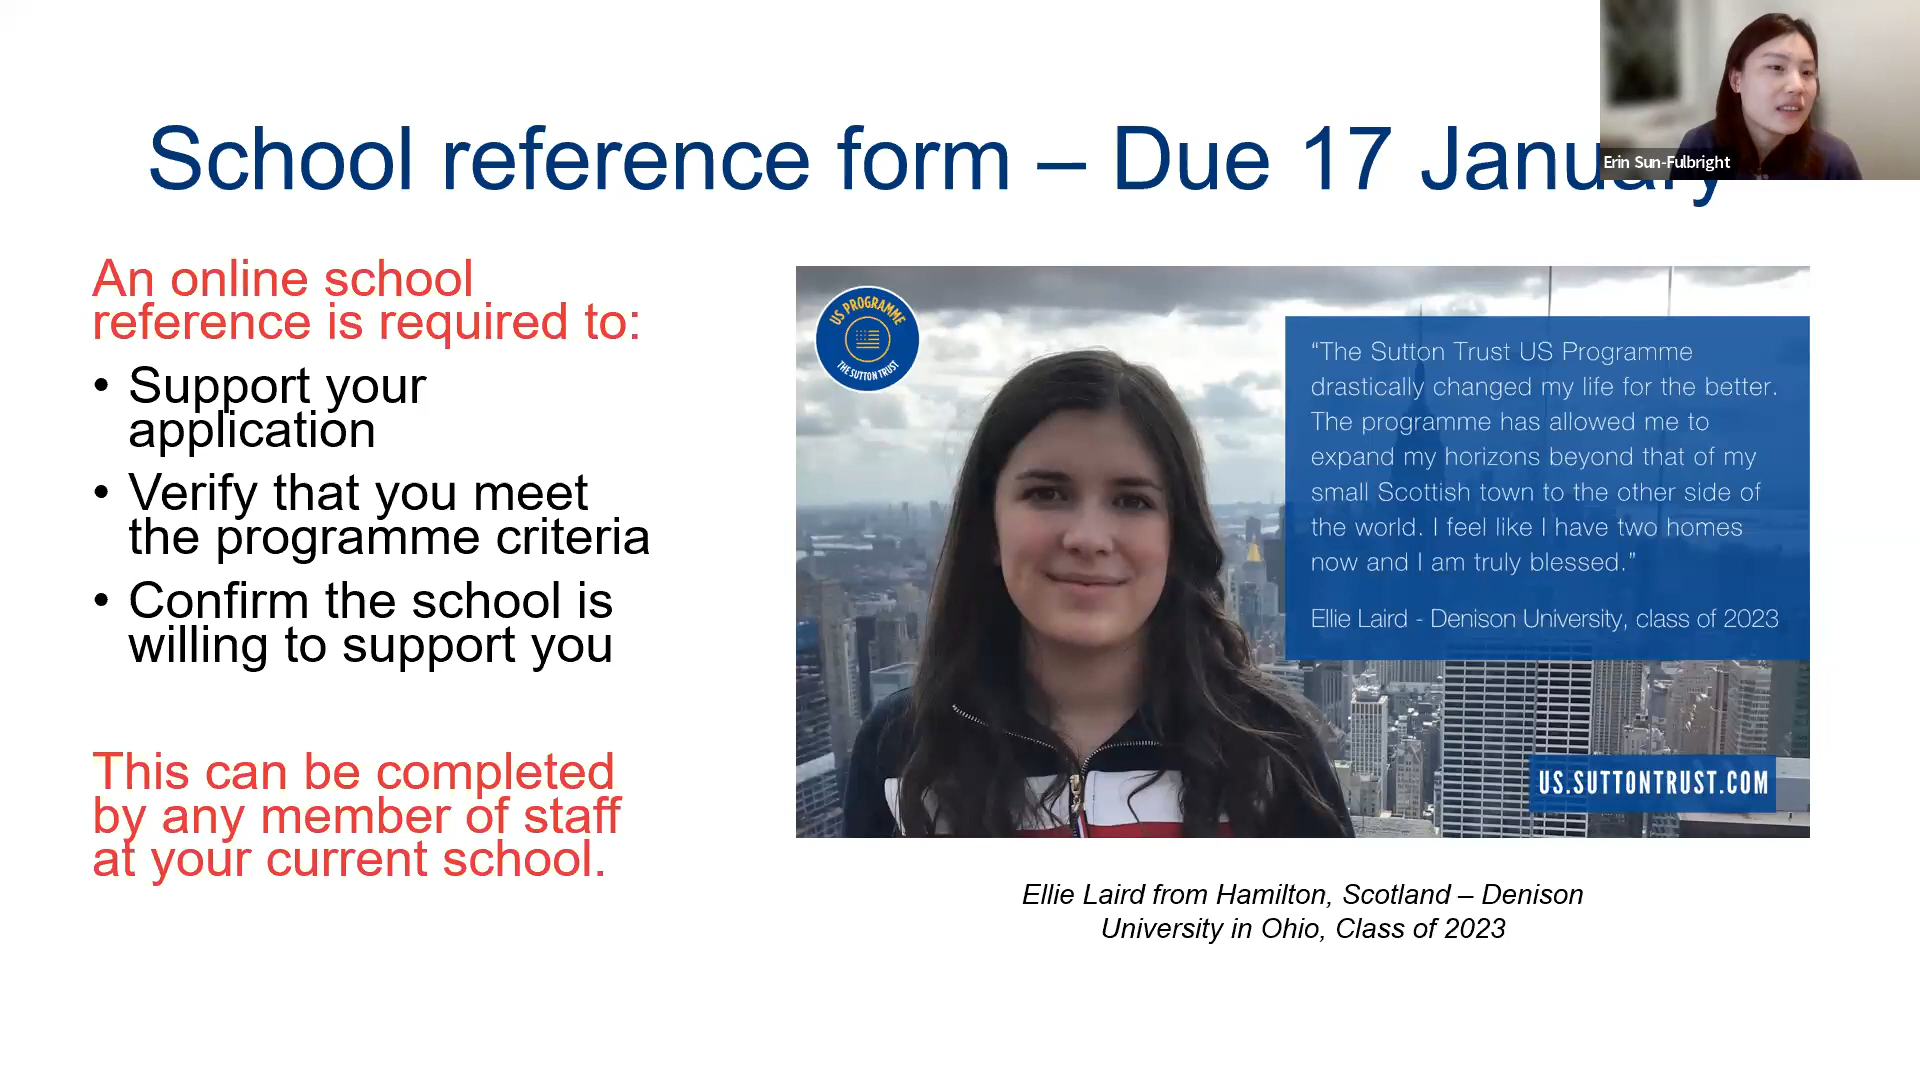 School reference form – Due 17 January
Erin Sun-Fulbright
An online school
reference is required to:
• Support your
application
• Verify that you meet
the programme criteria
• Confirm the school is
willing to support you
This can be completed
by any member of staff
at your current school.
US PROGRAMME
THE SUTTON TRUST
“The Sutton Trust US Programme
drastically changed my life for the better.
The programme has allowed me to
expand my horizons beyond that of my
small Scottish town to the other side of
the world. I feel like I have two homes
now and I am truly blessed.”
Ellie Laird - Denison University, class of 2023
US.SUTTONTRUST.COM
Ellie Laird from Hamilton, Scotland – Denison
University in Ohio, Class of 2023